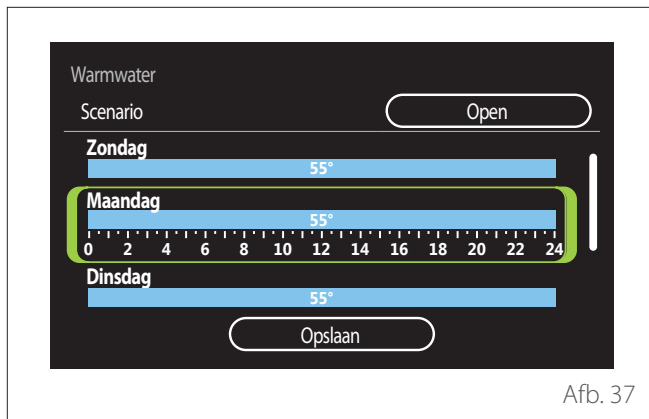 Warmwater
Scenario Open
Zondag
55°
Maandag
55°
0 2 4 6 8 10 12 14 16 18 20 22 24
Dinsdag
55°
Opslaan
Afb. 37